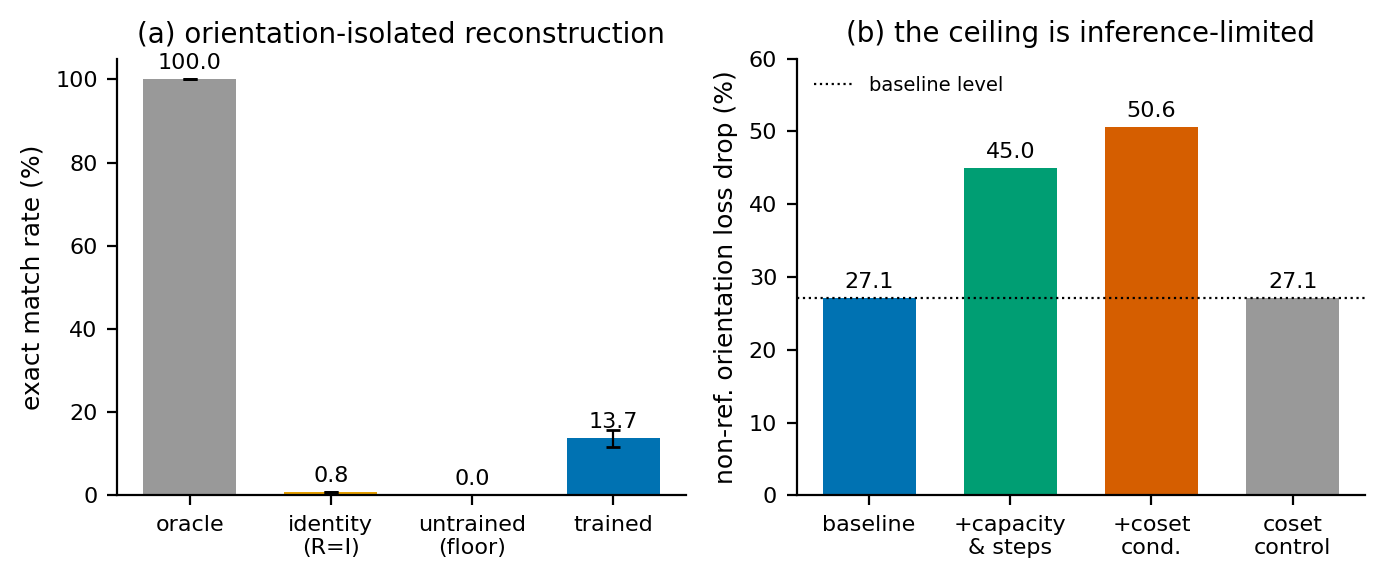 (a) orientation-isolated reconstruction
exact match rate (%)
100
80
60
40
20
0
100.0
0.8
0.0
13.7
oracle
identity
(R=I)
untrained
(floor)
trained
(b) the ceiling is inference-limited
non-ref. orientation loss drop (%)
60
50
40
30
20
10
0
baseline level
27.1
45.0
50.6
27.1
baseline
+capacity
& steps
+coset
cond.
coset
control